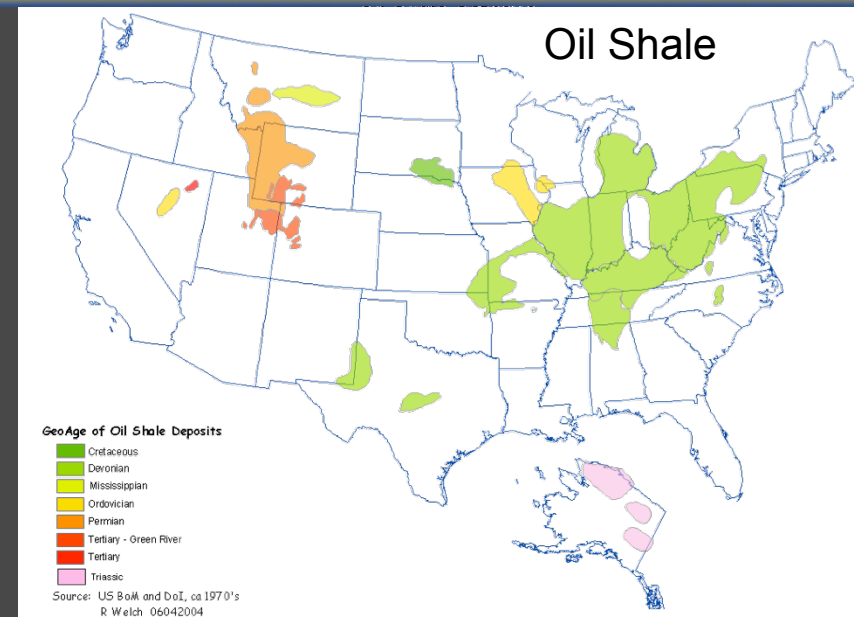 Oil Shale
GeoAge of Oil Shale Deposits
Cretaceous
Devonian
Mississippian
Ordovician
Permian
Tertiary - Green River
Tertiary
Triassic
Source: US BoM and DoI, ca 1970's
R Welch 06042004